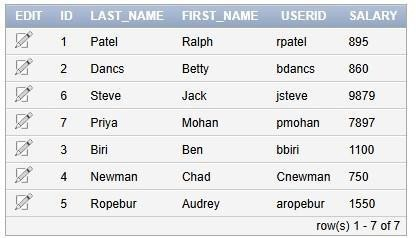 EDIT ID LAST_NAME FIRST_NAME USERID SALARY
1 Patel Ralph rpatel 895
2 Dancs Betty bdancs 860
6 Steve Jack jsteve 9879
7 Priya Mohan pmohan 7897
3 Biri Ben bbiri 1100
4 Newman Chad Cnewman 750
5 Ropebur Audrey aropebur 1550
row(s) 1 - 7 of 7